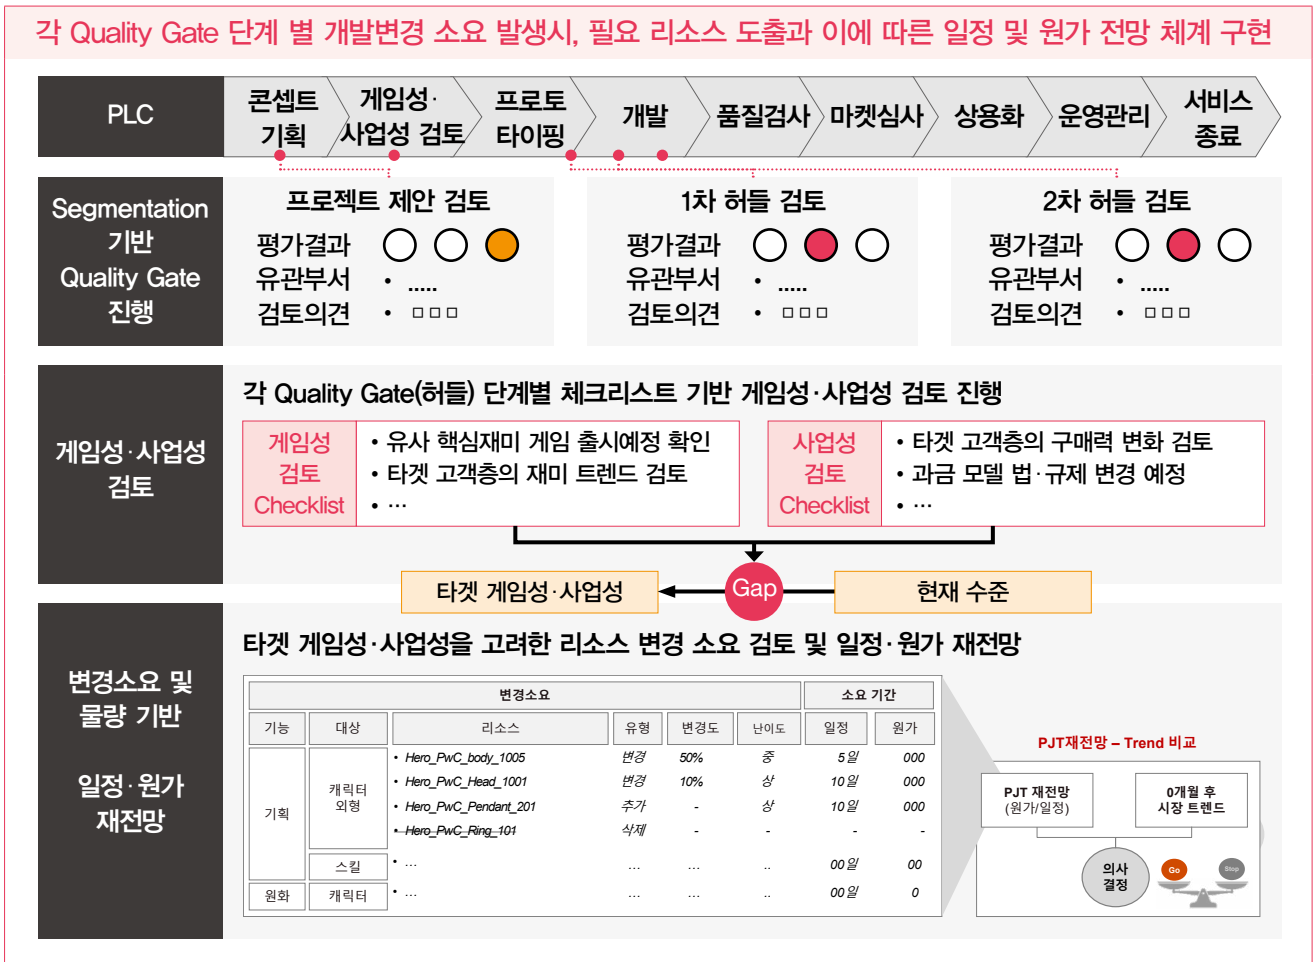 각 Quality Gate 단계 별 개발변경 소요 발생시, 필요 리소스 도출과 이에 따른 일정 및 원가 전망 체계 구현
PLC
콘셉트
기획
게임성·
사업성 검토
프로토
타이핑
개발
품질검사
마켓심사
상용화
운영관리
서비스
종료
Segmentation
기반
Quality Gate
진행
프로젝트 제안 검토
평가결과
유관부서
• .....
검토의견
• □□□
1차 허들 검토
평가결과
유관부서
• .....
검토의견
• □□□
2차 허들 검토
평가결과
유관부서
• .....
검토의견
• □□□
게임성·사업성
검토
각 Quality Gate(허들) 단계별 체크리스트 기반 게임성·사업성 검토 진행
게임성
검토
Checklist
• 유사 핵심재미 게임 출시예정 확인
• 타겟 고객층의 재미 트렌드 검토
• …
사업성
검토
Checklist
• 타겟 고객층의 구매력 변화 검토
• 과금 모델 법·규제 변경 예정
• …
타겟 게임성·사업성
Gap
현재 수준
변경소요 및
물량 기반
일정·원가
재전망
타겟 게임성·사업성을 고려한 리소스 변경 소요 검토 및 일정·원가 재전망
변경소요 소요 기간
기능 대상 리소스 유형 변경도 난이도 일정 원가
기획
캐릭터
외형
• Hero_PwC_body_1005 변경 50% 중 5일 000
• Hero_PwC_Head_1001 변경 10% 상 10일 000
• Hero_PwC_Pendant_201 추가 - 상 10일 000
• Hero_PwC_Ring_101 삭제 - - - -
스킬 • … … … .. 00일 00
원화 캐릭터 • … … … .. 00일 0
PJT재전망 – Trend 비교
PJT 재전망
(원가/일정)
0개월 후
시장 트렌드
의사
결정
Go
Stop